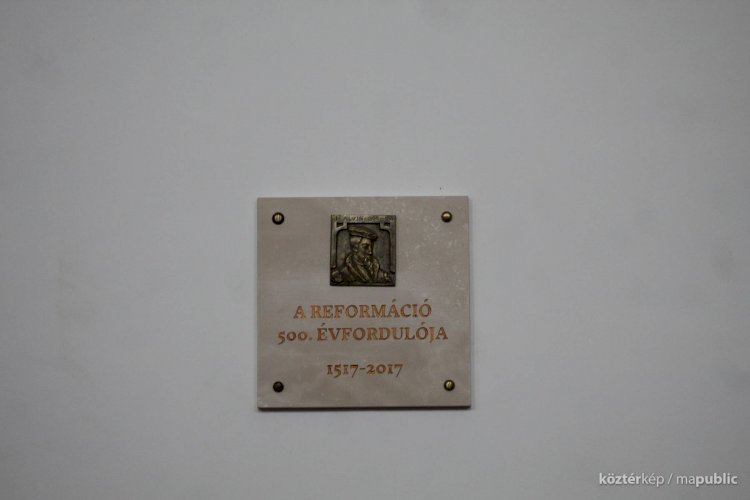 A REFORMÁCIÓ
500. ÉVFORDULÓJA
1517-2017
köztérkép / mapublic